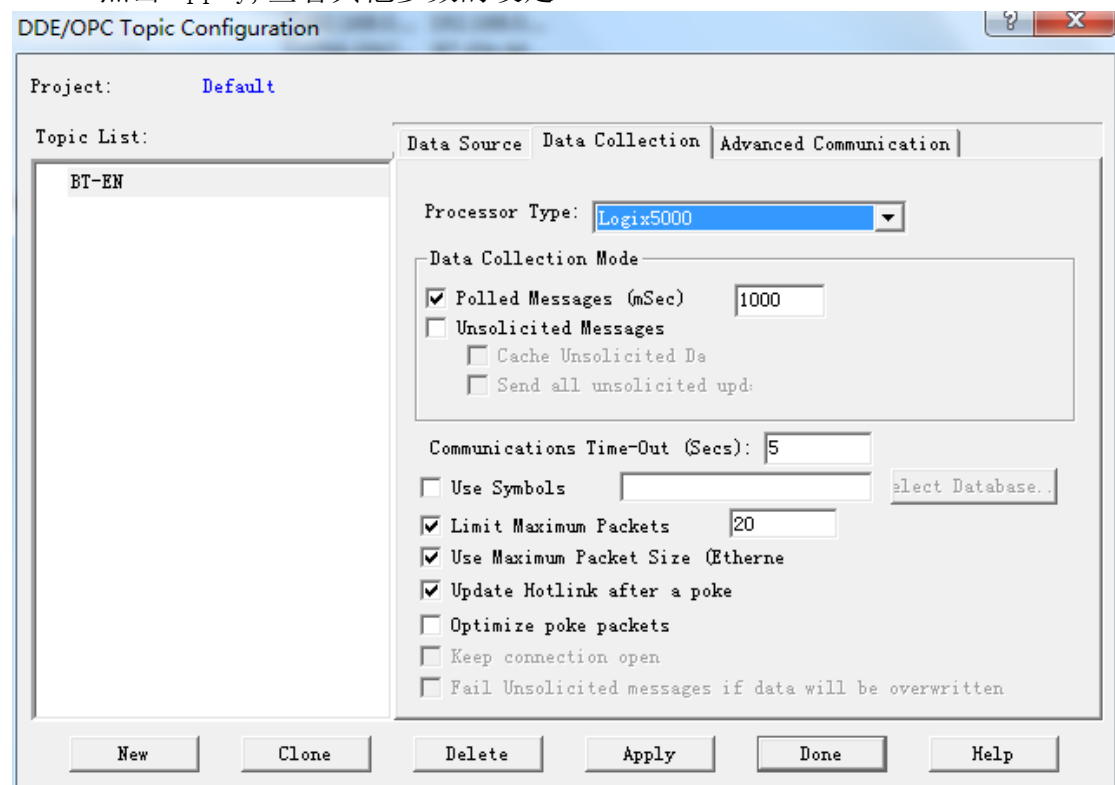 DDE/OPC Topic Configuration
Project: Default
Topic List:
BT-EN
Data Source Data Collection Advanced Communication
Processor Type: Logix5000
Data Collection Mode
Polled Messages (mSec) 1000
Unsolicited Messages
Cache Unsolicited Da
Send all unsolicited upd
Communications Time-Out (Secs): 5
Use Symbols elect Database..
Limit Maximum Packets 20
Use Maximum Packet Size (Etherne
Update Hotlink after a poke
Optimize poke packets
Keep connection open
Fail Unsolicited messages if data will be overwritten
New Clone Delete Apply Done Help